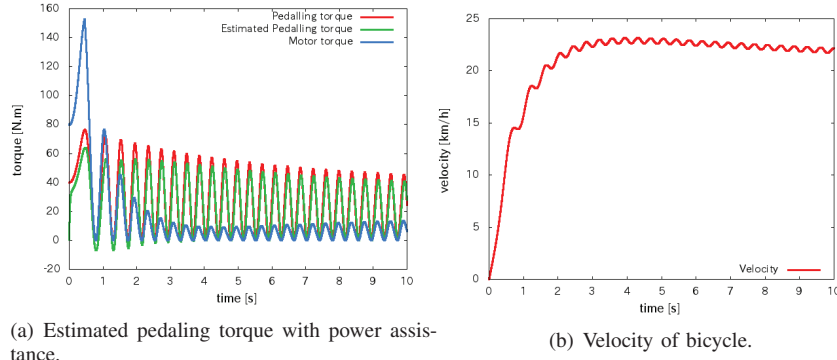 Pedalling torque
Estimated Pedalling torque
Motor torque
160
140
120
100
80
60
40
20
0
-20
torque [N.m]
0 1 2 3 4 5 6 7 8 9 10
time [s]
(a) Estimated pedaling torque with power assis-
tance.
25
20
15
10
5
0
velocity [km/h]
Velocity
0 1 2 3 4 5 6 7 8 9 10
time [s]
(b) Velocity of bicycle.